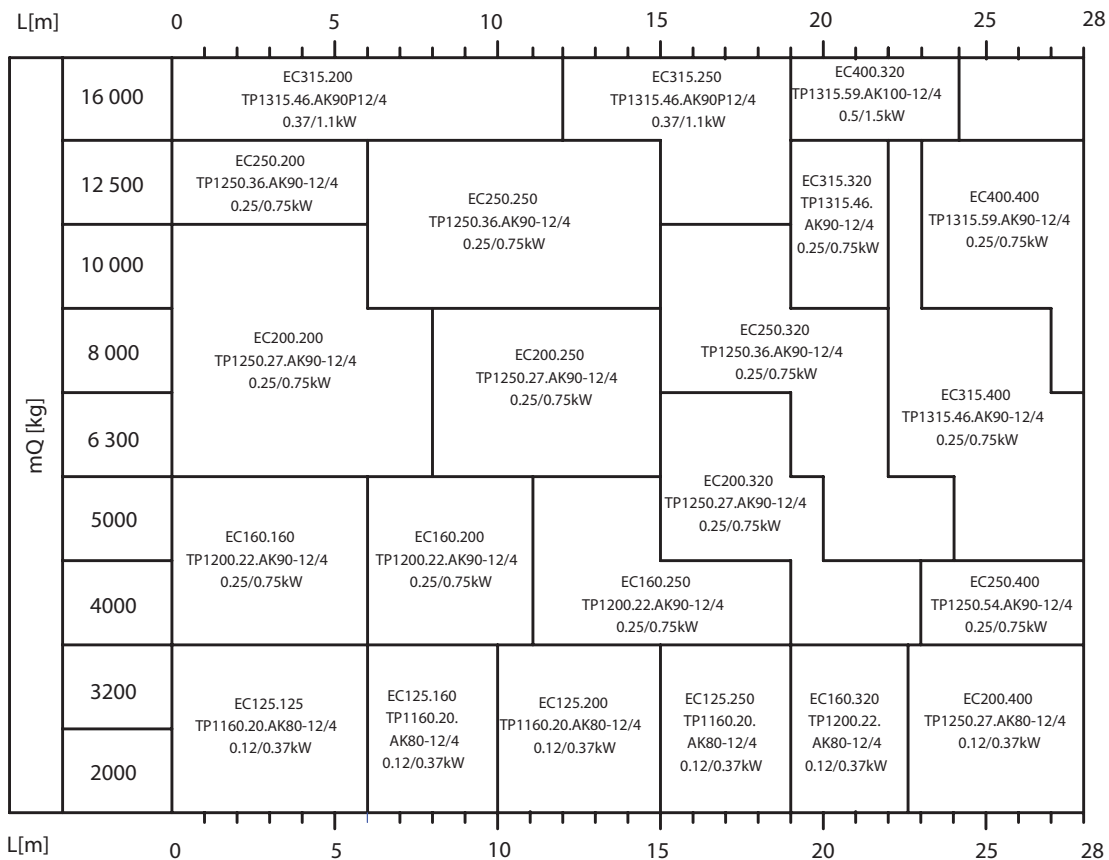 L[m] 0 5 10 15 20 25 28
mQ [kg]
16 000
EC315.200
TP1315.46.AK90P12/4
0.37/1.1kW
EC315.250
TP1315.46.AK90P12/4
0.37/1.1kW
EC400.320
TP1315.59.AK100-12/4
0.5/1.5kW
12 500
EC250.200
TP1250.36.AK90-12/4
0.25/0.75kW
EC250.250
TP1250.36.AK90-12/4
0.25/0.75kW
EC315.320
TP1315.46.
AK90-12/4
0.25/0.75kW
EC400.400
TP1315.59.AK90-12/4
0.25/0.75kW
10 000
8 000
EC200.200
TP1250.27.AK90-12/4
0.25/0.75kW
EC200.250
TP1250.27.AK90-12/4
0.25/0.75kW
EC250.320
TP1250.36.AK90-12/4
0.25/0.75kW
EC315.400
TP1315.46.AK90-12/4
0.25/0.75kW
6 300
5000
EC160.160
TP1200.22.AK90-12/4
0.25/0.75kW
EC160.200
TP1200.22.AK90-12/4
0.25/0.75kW
EC200.320
TP1250.27.AK90-12/4
0.25/0.75kW
4000
EC160.250
TP1200.22.AK90-12/4
0.25/0.75kW
EC250.400
TP1250.54.AK90-12/4
0.25/0.75kW
3200
EC125.125
TP1160.20.AK80-12/4
0.12/0.37kW
EC125.160
TP1160.20.
AK80-12/4
0.12/0.37kW
EC125.200
TP1160.20.AK80-12/4
0.12/0.37kW
EC125.250
TP1160.20.
AK80-12/4
0.12/0.37kW
EC160.320
TP1200.22.
AK80-12/4
0.12/0.37kW
EC200.400
TP1250.27.AK80-12/4
0.12/0.37kW
2000
L[m] 0 5 10 15 20 25 28